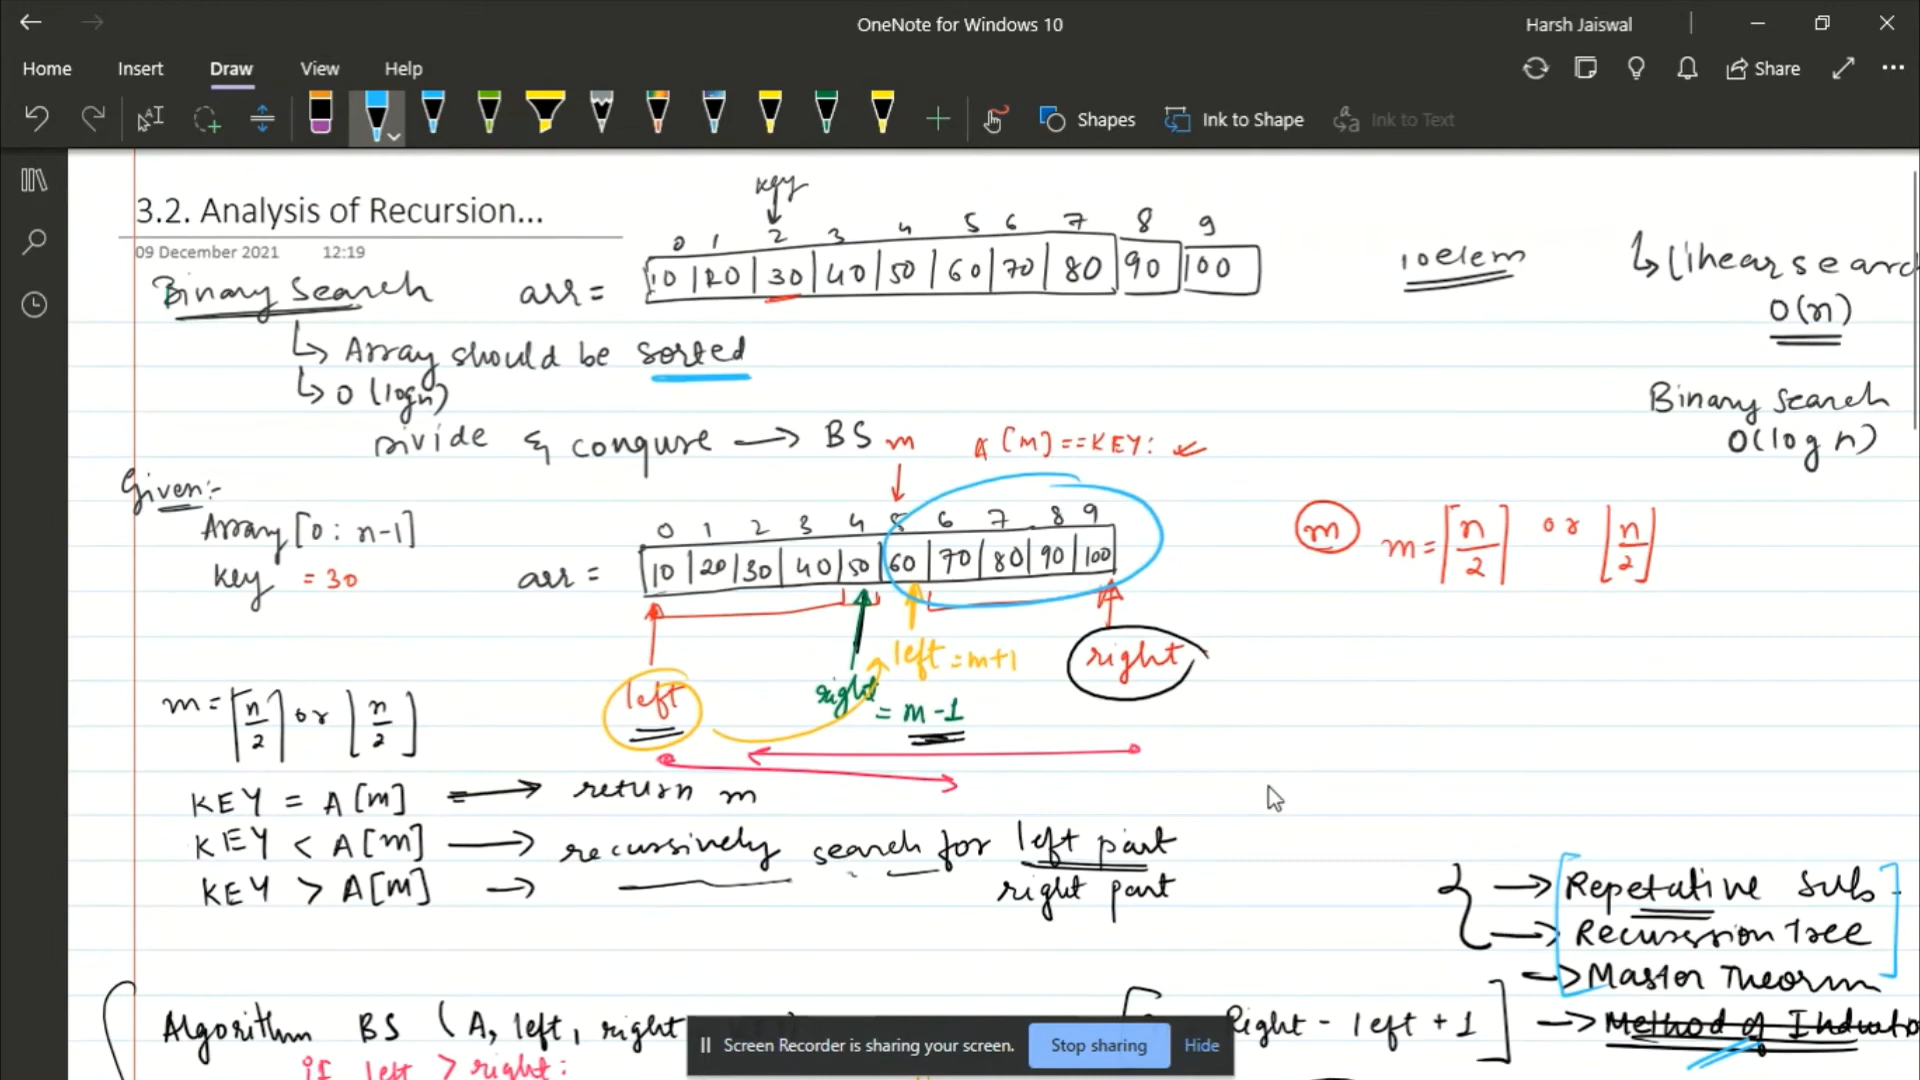 OneNote for Windows 10
Harsh Jaiswal
Home Insert Draw View Help
Share
Shapes Ink to Shape Ink to Text
3.2. Analysis of Recursion...
09 December 2021 12:19
key
0 1 2 3 4 5 6 7 8 9
Binary Search arr = 10 20 30 40 50 60 70 80 90 100
10 elem
↳ Linear searc
O(n)
↳ Array should be sorted
↳ O (logn)
Binary Search
O(log n)
Divide & conqure → BS m A [M] == KEY:
Given:-
Array [0: n-1]
key = 30
0 1 2 3 4 5 6 7 8 9
arr = 10 20 30 40 50 60 70 80 90 100
m m = ⌈n/2⌉ or ⌊n/2⌋
left = m+1 right
left right = m-1
m = ⌈n/2⌉ or ⌊n/2⌋
KEY = A[m] → return m
KEY < A[m] → recursively search for left part
KEY > A[m] → right part
→ Repetative Sub
→ Recurssion Tree
→ Master Theorm
→ Method of Inductio
Algorithm BS (A, left, right
Right - left + 1
if left > right:
Screen Recorder is sharing your screen. Stop sharing Hide